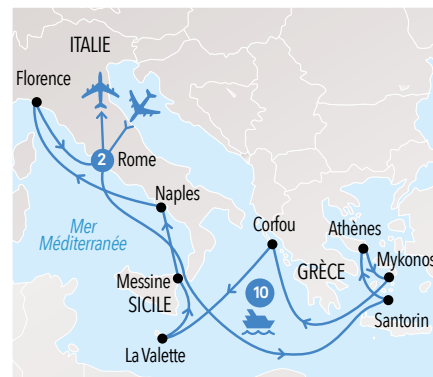 ITALIE
Florence
2
Rome
Naples
Mer
Méditerranée
Corfou
Athènes
Mykonos
GRÈCE
Messine
SICILE
10
Santorin
La Valette